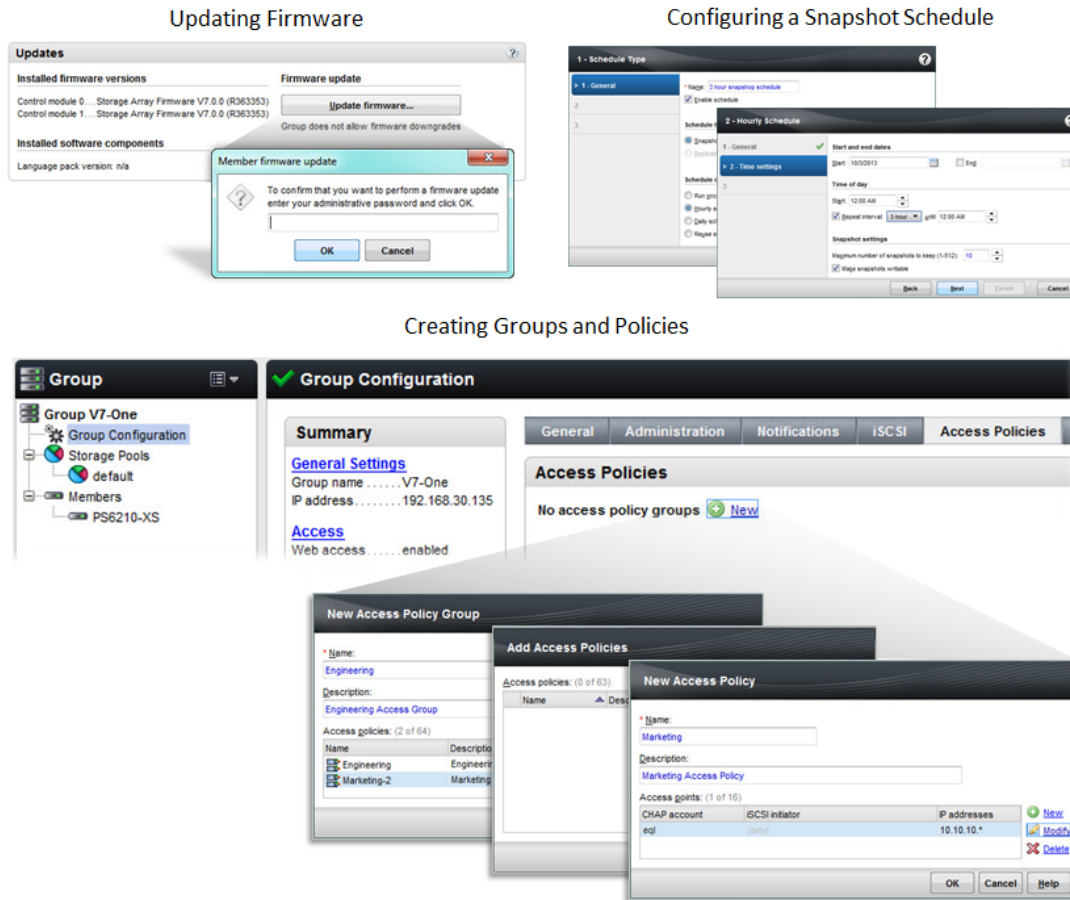 Updating Firmware
Configuring a Snapshot Schedule
Updates
Installed firmware versions
Firmware update
Control module 0...Storage Array Firmware V7.0.0 (R363353)
Control module 1....Storage Array Firmware V7.0.0 (R363353)
Update firmware...
Group does not allow firmware downgrades
Installed software components
Language pack version: n/a
Member firmware update
To confirm that you want to perform a firmware update
enter your administrative password and click OK.
OK
Cancel
1 - Schedule Type
> 1 - General
2
3
* Name: 3 hour snapshop schedule
Enable schedule
Schedule
Run
Hourly
Daily
Reuse
2 - Hourly Schedule
1 - General
> 2 - Time settings
3
Start and end dates
Start: 10/3/2013
End:
Time of day
Start: 12:00 AM
Repeat interval: 3 hour until 12:00 AM
Snapshot settings
Maximum number of snapshots to keep (1-512) 10
Make snapshots writable
Back
Next
Finish
Cancel
Creating Groups and Policies
Group
Group V7-One
Group Configuration
Storage Pools
default
Members
PS6210-XS
Group Configuration
Summary
General Settings
Group name ......V7-One
IP address........192.168.30.135
Access
Web access......enabled
General
Administration
Notifications
iSCSI
Access Policies
Access Policies
No access policy groups New
New Access Policy Group
* Name:
Engineering
Description:
Engineering Access Group
Access policies: (2 of 64)
Name Descriptio
Engineering Engineerin
Marketing-2 Marketing
Add Access Policies
Access policies: (0 of 63)
Name Desc
New Access Policy
* Name:
Marketing
Description:
Marketing Access Policy
Access points: (1 of 16)
CHAP account iSCSI initiator IP addresses
eql (any) 10.10.10.*
New
Modify
Delete
OK
Cancel
Help